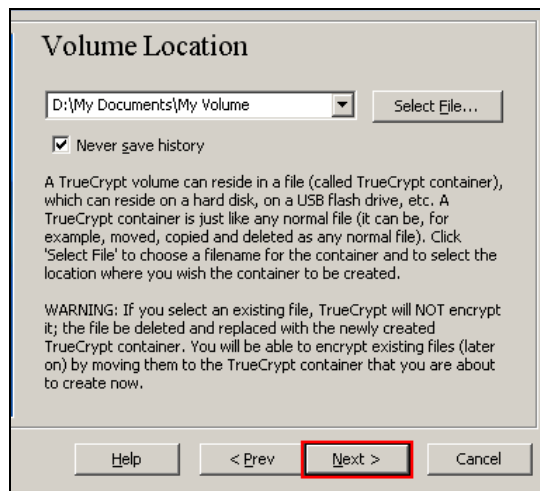 Volume Location
D:\My Documents\My Volume
Select File...
Never save history
A TrueCrypt volume can reside in a file (called TrueCrypt container),
which can reside on a hard disk, on a USB flash drive, etc. A
TrueCrypt container is just like any normal file (it can be, for
example, moved, copied and deleted as any normal file). Click
'Select File' to choose a filename for the container and to select the
location where you wish the container to be created.
WARNING: If you select an existing file, TrueCrypt will NOT encrypt
it; the file be deleted and replaced with the newly created
TrueCrypt container. You will be able to encrypt existing files (later
on) by moving them to the TrueCrypt container that you are about
to create now.
Help
< Prev
Next >
Cancel